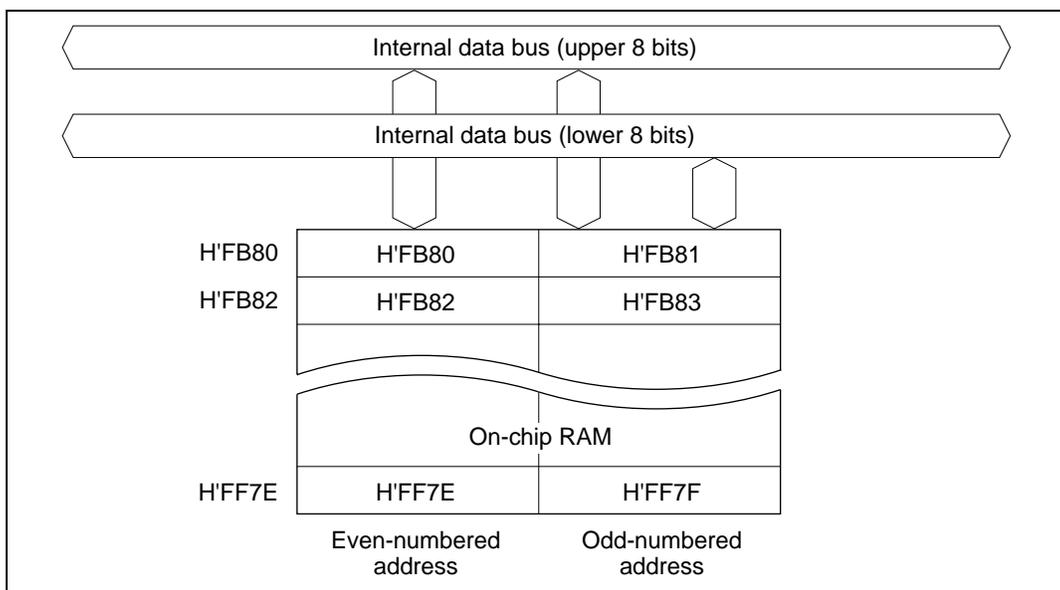 Internal data bus (upper 8 bits)
Internal data bus (lower 8 bits)
H'FB80 H'FB80 H'FB81
H'FB82 H'FB82 H'FB83
On-chip RAM
H'FF7E H'FF7E H'FF7F
Even-numbered address
Odd-numbered address